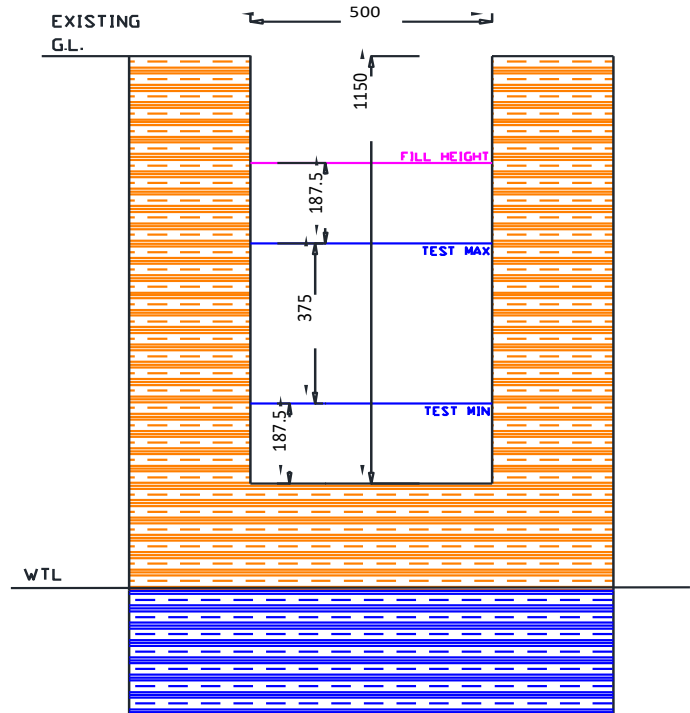 500
EXISTING
G.L.
1150
FILL HEIGHT
187.5
TEST MAX
375
TEST MIN
187.5
WTL